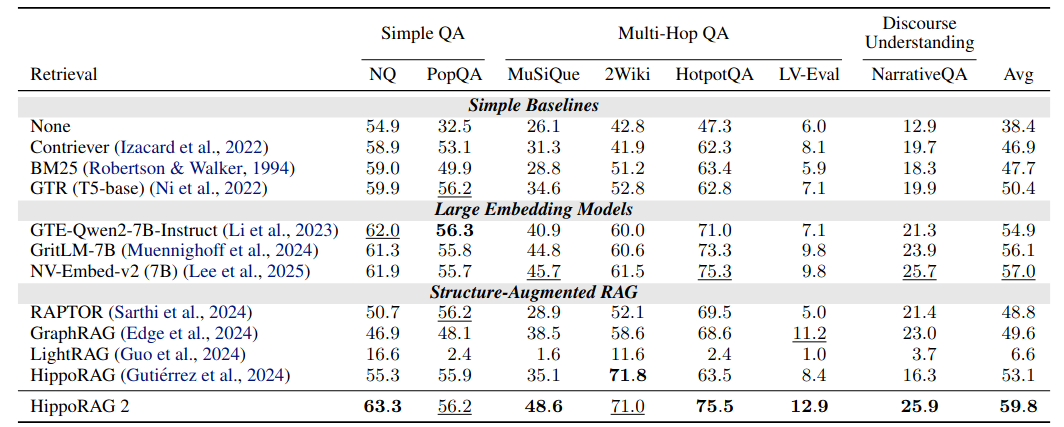 Simple QA Multi-Hop QA Discourse Understanding
Retrieval NQ PopQA MuSiQue 2Wiki HotpotQA LV-Eval NarrativeQA Avg
Simple Baselines
None 54.9 32.5 26.1 42.8 47.3 6.0 12.9 38.4
Contriever (Izacard et al., 2022) 58.9 53.1 31.3 41.9 62.3 8.1 19.7 46.9
BM25 (Robertson & Walker, 1994) 59.0 49.9 28.8 51.2 63.4 5.9 18.3 47.7
GTR (T5-base) (Ni et al., 2022) 59.9 56.2 34.6 52.8 62.8 7.1 19.9 50.4
Large Embedding Models
GTE-Qwen2-7B-Instruct (Li et al., 2023) 62.0 56.3 40.9 60.0 71.0 7.1 21.3 54.9
GritLM-7B (Muennighoff et al., 2024) 61.3 55.8 44.8 60.6 73.3 9.8 23.9 56.1
NV-Embed-v2 (7B) (Lee et al., 2025) 61.9 55.7 45.7 61.5 75.3 9.8 25.7 57.0
Structure-Augmented RAG
RAPTOR (Sarthi et al., 2024) 50.7 56.2 28.9 52.1 69.5 5.0 21.4 48.8
GraphRAG (Edge et al., 2024) 46.9 48.1 38.5 58.6 68.6 11.2 23.0 49.6
LightRAG (Guo et al., 2024) 16.6 2.4 1.6 11.6 2.4 1.0 3.7 6.6
HippoRAG (Gutiérrez et al., 2024) 55.3 55.9 35.1 71.8 63.5 8.4 16.3 53.1
HippoRAG 2 63.3 56.2 48.6 71.0 75.5 12.9 25.9 59.8